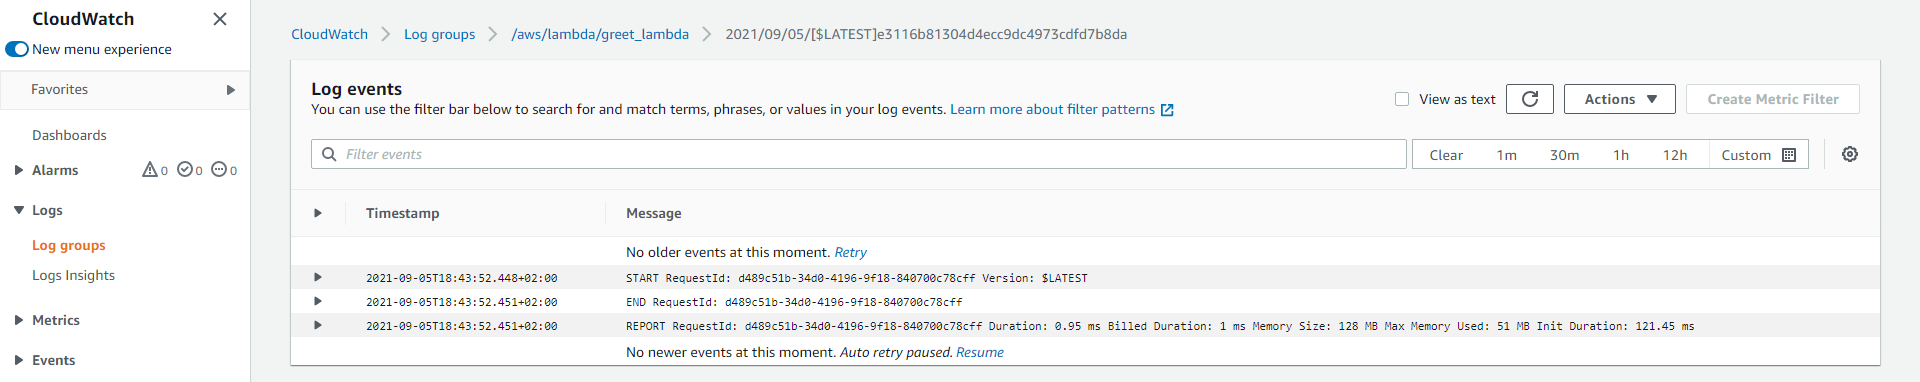 CloudWatch
New menu experience
Favorites
Dashboards
Alarms 0 0 0
Logs
Log groups
Logs Insights
Metrics
Events
CloudWatch Log groups /aws/lambda/greet_lambda 2021/09/05/[$LATEST]e3116b81304d4ecc9dc4973cdfd7b8da
Log events
You can use the filter bar below to search for and match terms, phrases, or values in your log events. Learn more about filter patterns
View as text Actions Create Metric Filter
Filter events
Clear 1m 30m 1h 12h Custom
Timestamp Message
No older events at this moment. Retry
2021-09-05T18:43:52.448+02:00 START RequestId: d489c51b-34d0-4196-9f18-840700c78cff Version: $LATEST
2021-09-05T18:43:52.451+02:00 END RequestId: d489c51b-34d0-4196-9f18-840700c78cff
2021-09-05T18:43:52.451+02:00 REPORT RequestId: d489c51b-34d0-4196-9f18-840700c78cff Duration: 0.95 ms Billed Duration: 1 ms Memory Size: 128 MB Max Memory Used: 51 MB Init Duration: 121.45 ms
No newer events at this moment. Auto retry paused. Resume